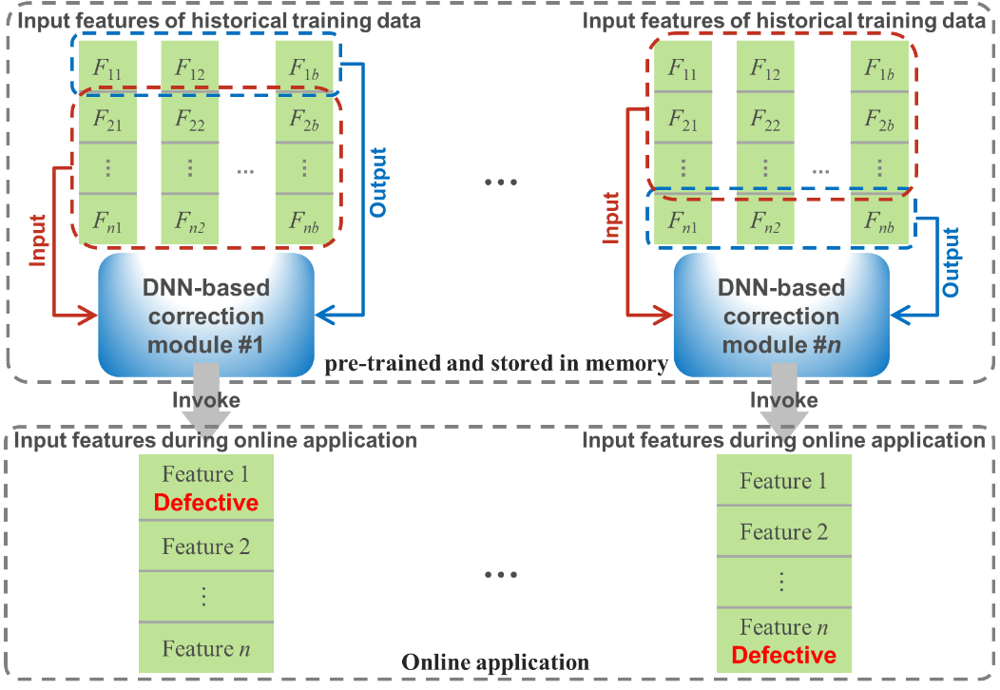 Input features of historical training data
F11 F12 F1b
F21 F22 F2b
⋮ ⋮ ... ⋮
Fn1 Fn2 Fnb
Input
Output
DNN-based
correction
module #1
...
Input features of historical training data
F11 F12 F1b
F21 F22 F2b
⋮ ⋮ ... ⋮
Fn1 Fn2 Fnb
Input
Output
DNN-based
correction
module #n
pre-trained and stored in memory
Invoke
Invoke
Input features during online application
Feature 1
Defective
Feature 2
⋮
Feature n
...
Input features during online application
Feature 1
Feature 2
⋮
Feature n
Defective
Online application